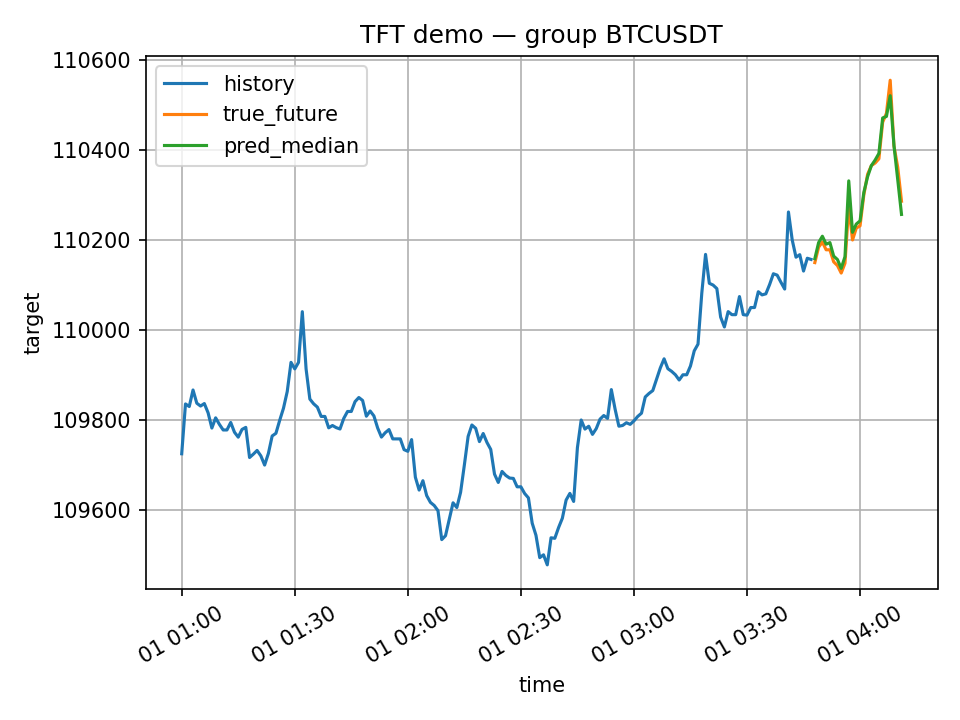 TFT demo — group BTCUSDT
history
true_future
pred_median
110600
110400
110200
110000
109800
109600
target
01 01:00
01 01:30
01 02:00
01 02:30
01 03:00
01 03:30
01 04:00
time